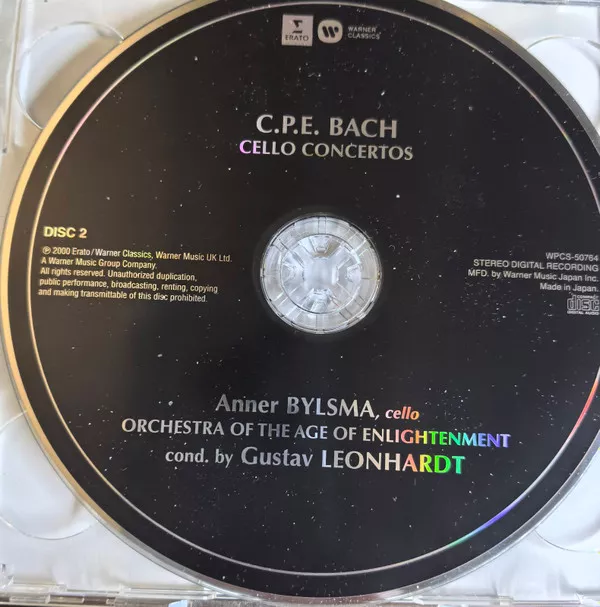 ERATO
WARNER
CLASSICS
C.P.E. BACH
CELLO CONCERTOS
DISC 2
℗ 2000 Erato/Warner Classics, Warner Music UK Ltd.
A Warner Music Group Company.
All rights reserved. Unauthorized duplication,
public performance, broadcasting, renting, copying
and making transmittable of this disc prohibited.
WPCS-50764
STEREO DIGITAL RECORDING
MFD. by Warner Music Japan Inc.
Made in Japan.
COMPACT
disc
DIGITAL AUDIO
Anner BYLSMA, cello
ORCHESTRA OF THE AGE OF ENLIGHTENMENT
cond. by Gustav LEONHARDT